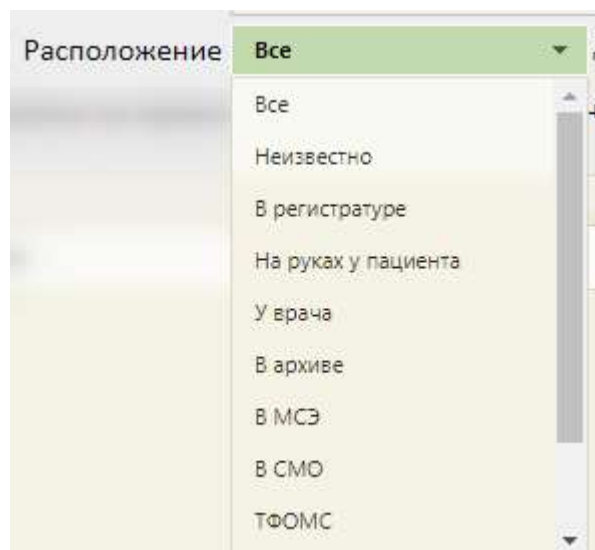 Расположение Все
Все
Неизвестно
В регистратуре
На руках у пациента
У врача
В архиве
В МСЭ
В СМО
ТФОМС